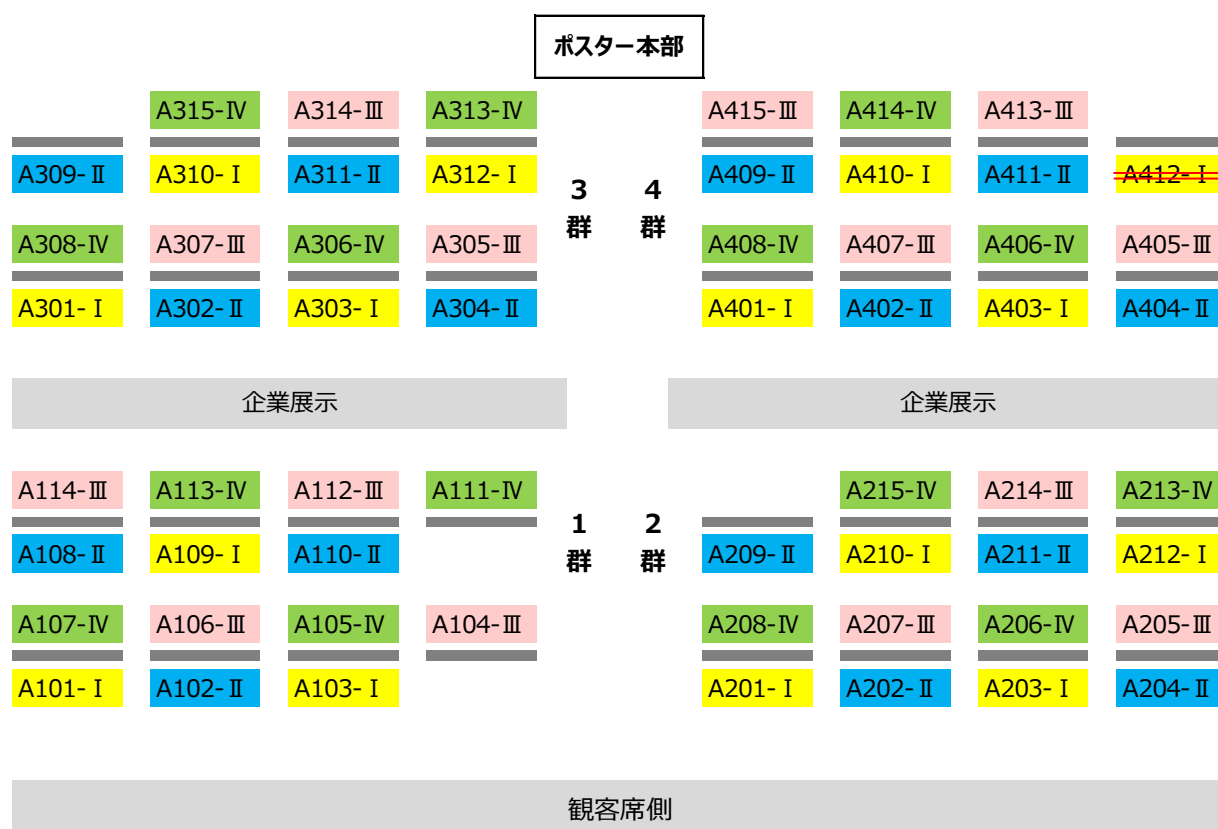 ポスター本部
A315-Ⅳ A314-Ⅲ A313-Ⅳ A415-Ⅲ A414-Ⅳ A413-Ⅲ
A309-Ⅱ A310-Ⅰ A311-Ⅱ A312-Ⅰ A409-Ⅱ A410-Ⅰ A411-Ⅱ A412-Ⅰ
3群 4群
A308-Ⅳ A307-Ⅲ A306-Ⅳ A305-Ⅲ A408-Ⅳ A407-Ⅲ A406-Ⅳ A405-Ⅲ
A301-Ⅰ A302-Ⅱ A303-Ⅰ A304-Ⅱ A401-Ⅰ A402-Ⅱ A403-Ⅰ A404-Ⅱ
企業展示 企業展示
A114-Ⅲ A113-Ⅳ A112-Ⅲ A111-Ⅳ A215-Ⅳ A214-Ⅲ A213-Ⅳ
A108-Ⅱ A109-Ⅰ A110-Ⅱ A209-Ⅱ A210-Ⅰ A211-Ⅱ A212-Ⅰ
1群 2群
A107-Ⅳ A106-Ⅲ A105-Ⅳ A104-Ⅲ A208-Ⅳ A207-Ⅲ A206-Ⅳ A205-Ⅲ
A101-Ⅰ A102-Ⅱ A103-Ⅰ A201-Ⅰ A202-Ⅱ A203-Ⅰ A204-Ⅱ
観客席側